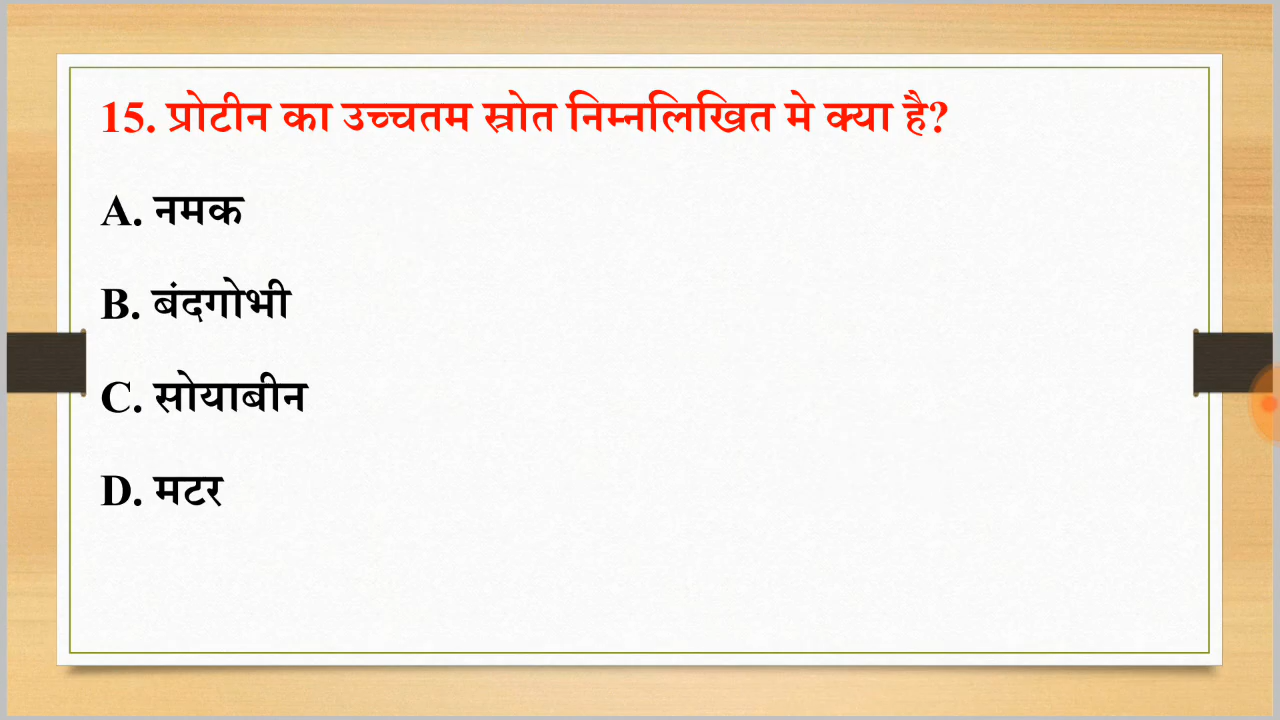 15. प्रोटीन का उच्चतम स्रोत निम्नलिखित मे क्या है?
A. नमक
B. बंदगोभी
C. सोयाबीन
D. मटर